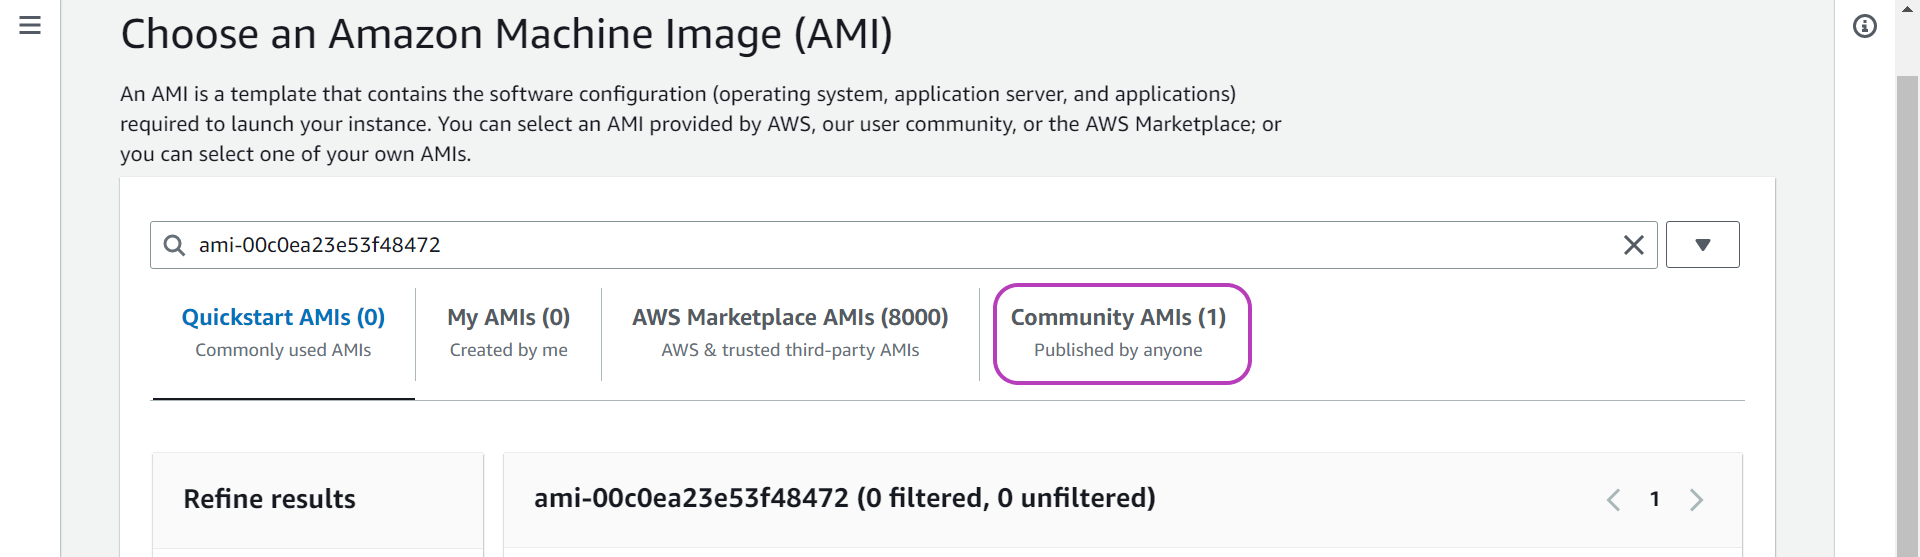 Choose an Amazon Machine Image (AMI)
An AMI is a template that contains the software configuration (operating system, application server, and applications)
required to launch your instance. You can select an AMI provided by AWS, our user community, or the AWS Marketplace; or
you can select one of your own AMIs.
ami-00c0ea23e53f48472
Quickstart AMIs (0)
Commonly used AMIs
My AMIs (0)
Created by me
AWS Marketplace AMIs (8000)
AWS & trusted third-party AMIs
Community AMIs (1)
Published by anyone
Refine results
ami-00c0ea23e53f48472 (0 filtered, 0 unfiltered)
1